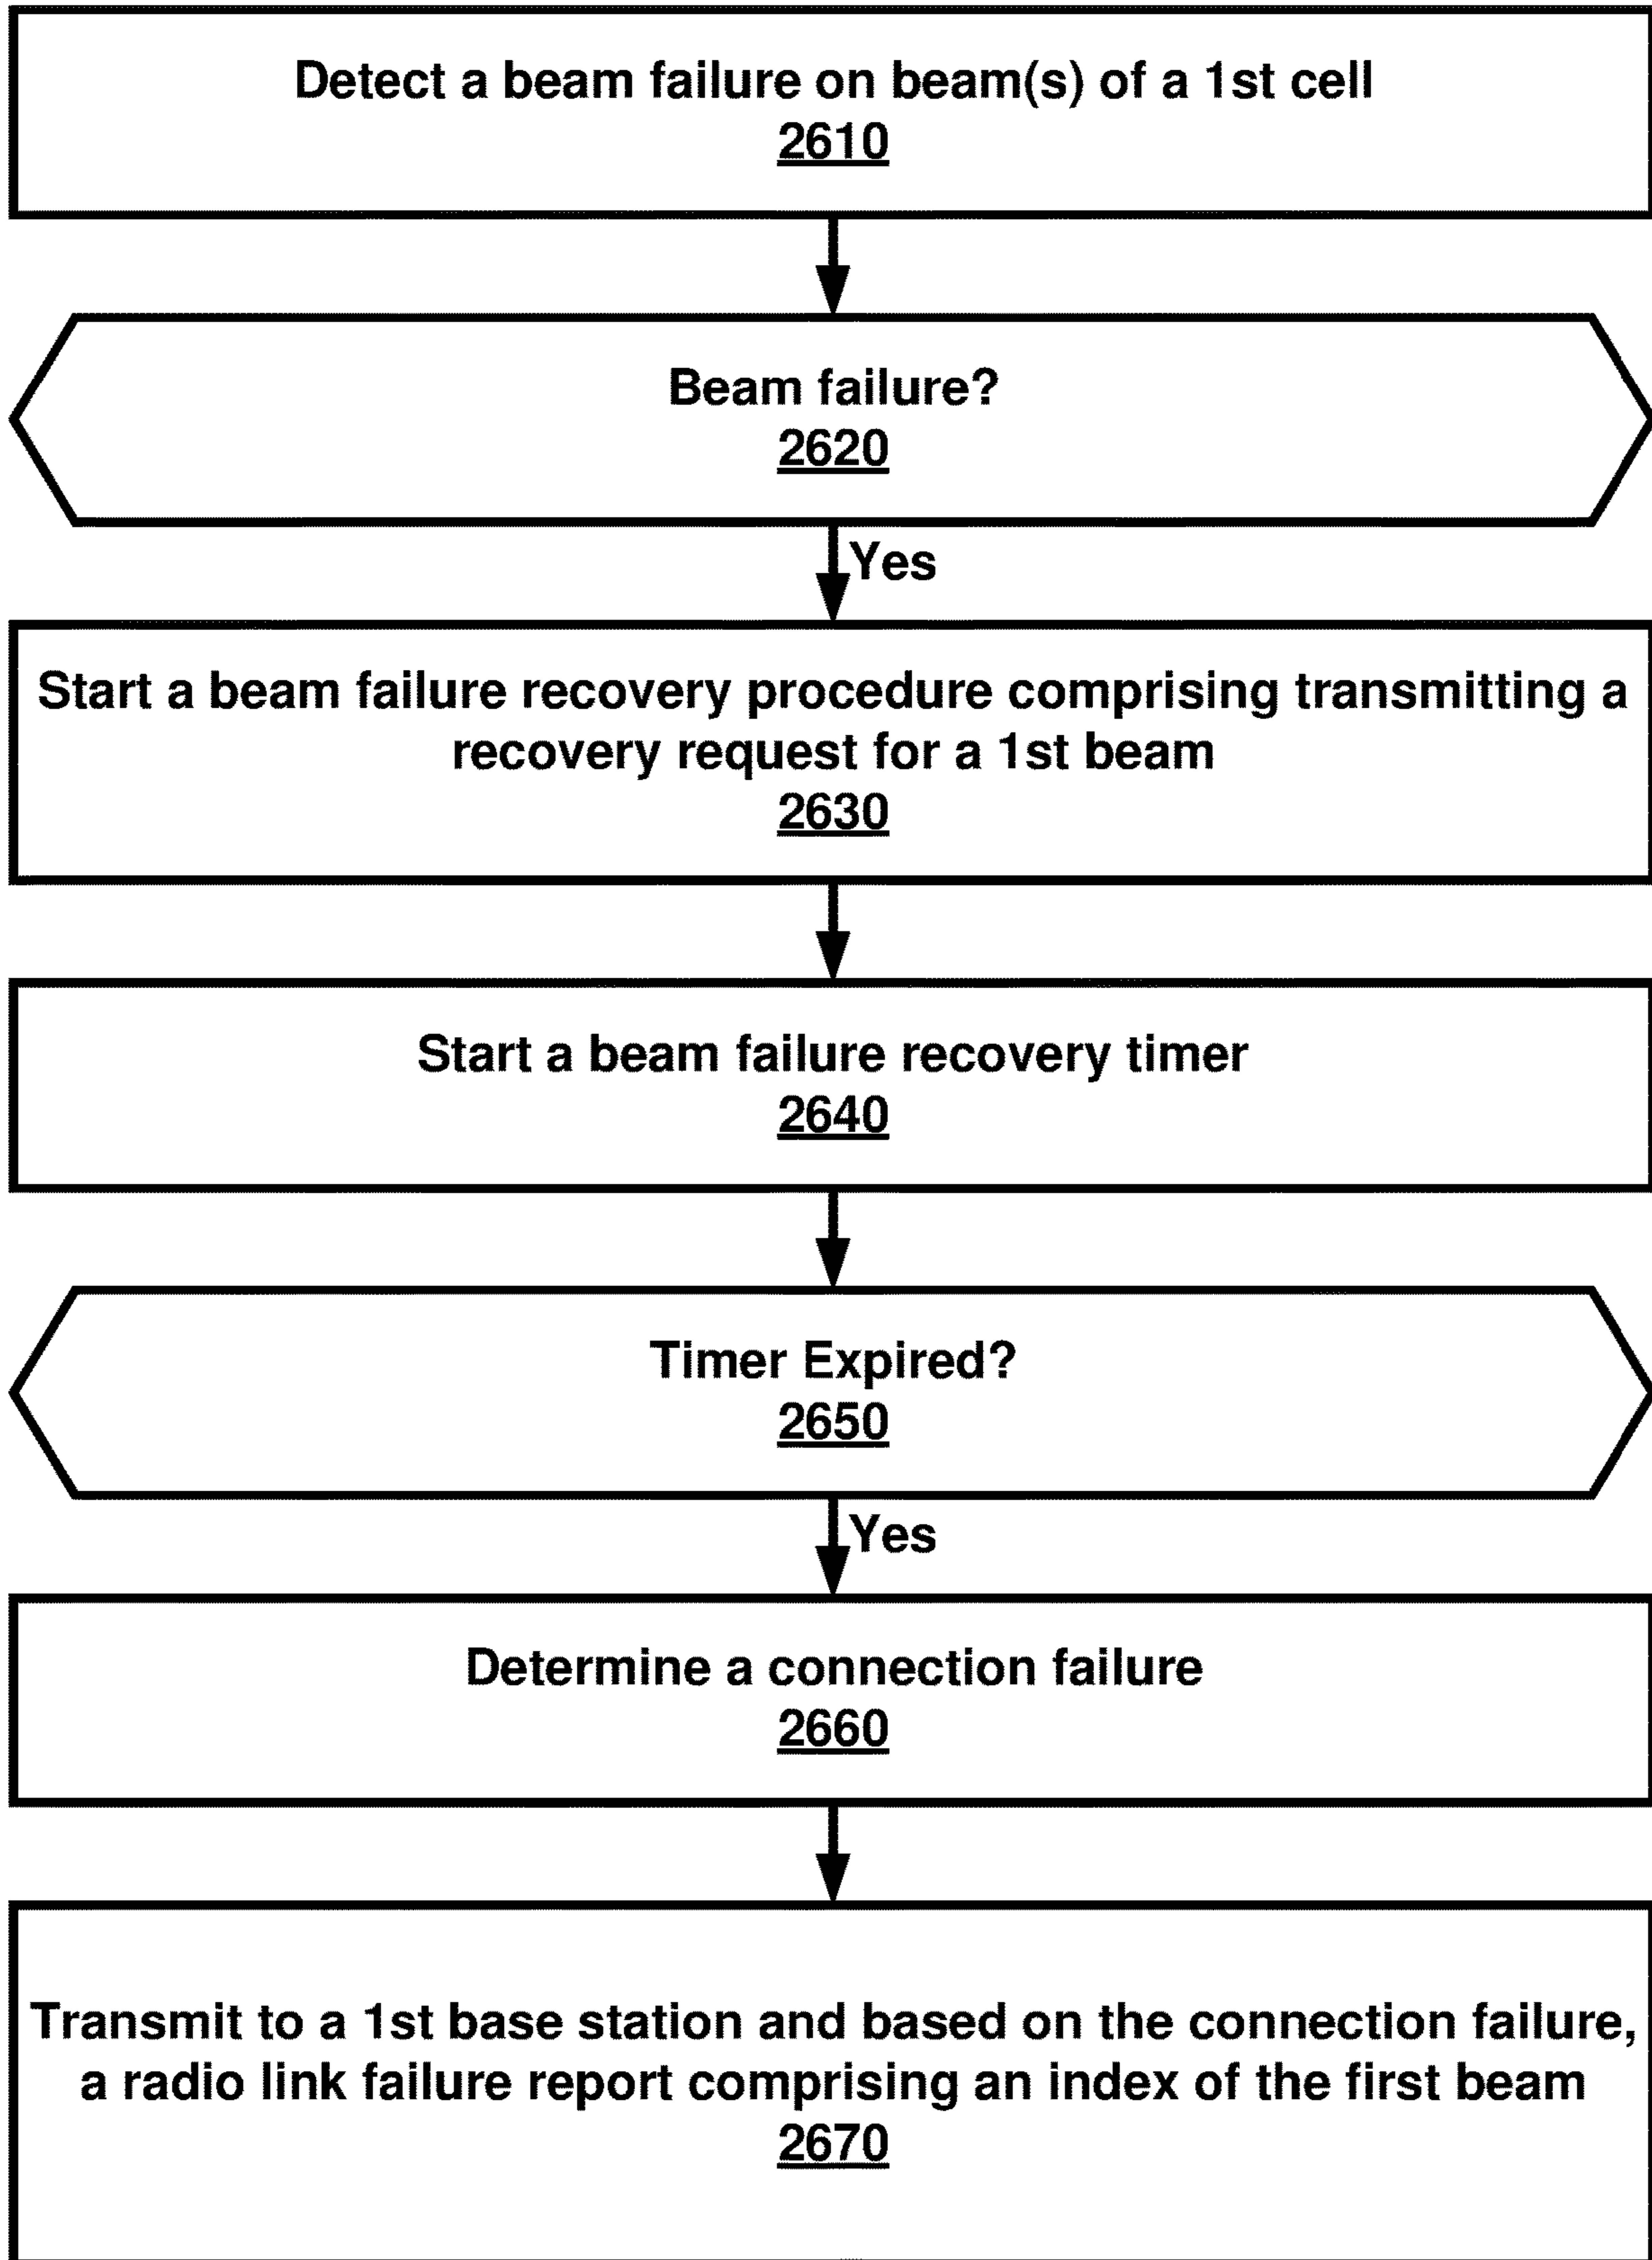 Detect a beam failure on beam(s) of a 1st cell
2610
Beam failure?
2620
Yes
Start a beam failure recovery procedure comprising transmitting a
recovery request for a 1st beam
2630
Start a beam failure recovery timer
2640
Timer Expired?
2650
Yes
Determine a connection failure
2660
Transmit to a 1st base station and based on the connection failure,
a radio link failure report comprising an index of the first beam
2670